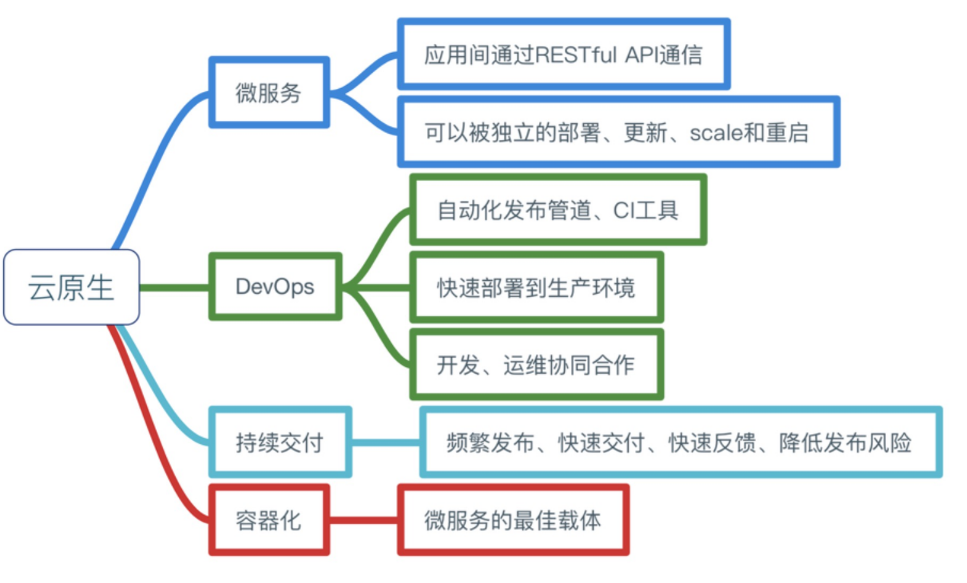 云原生
微服务
应用间通过RESTful API通信
可以被独立的部署、更新、scale和重启
DevOps
自动化发布管道、CI工具
快速部署到生产环境
开发、运维协同合作
持续交付
频繁发布、快速交付、快速反馈、降低发布风险
容器化
微服务的最佳载体